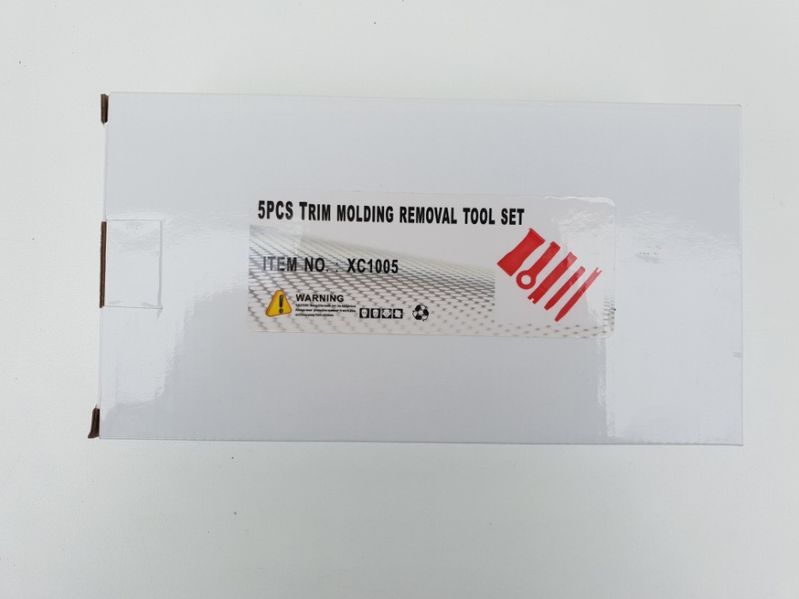 5PCS TRIM MOLDING REMOVAL TOOL SET
ITEM NO. : XC1005
WARNING